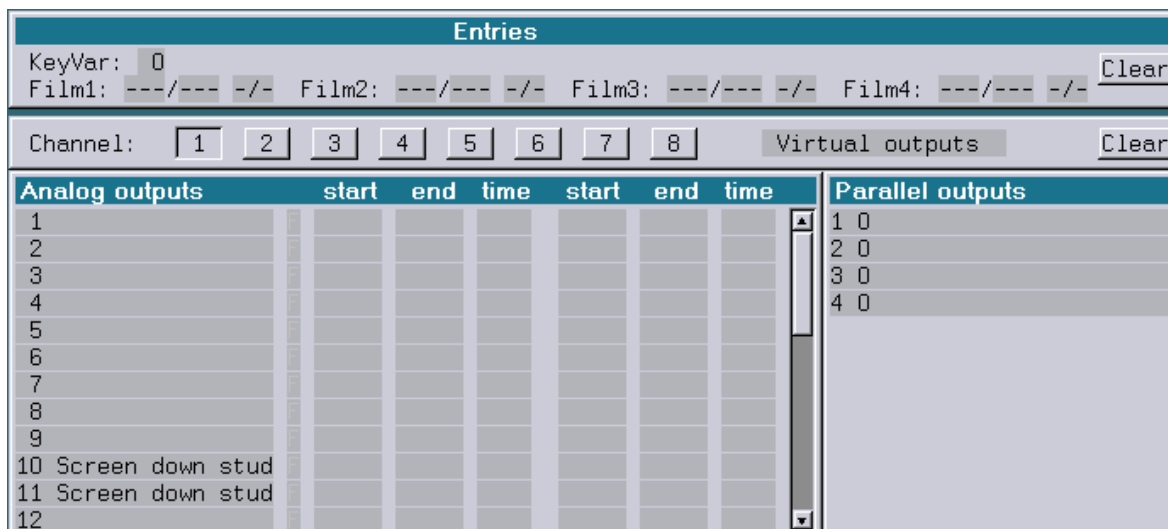 Entries
KeyVar: 0
Film1: ---/--- -/- Film2: ---/--- -/- Film3: ---/--- -/- Film4: ---/--- -/- Clear
Channel: 1 2 3 4 5 6 7 8 Virtual outputs Clear
Analog outputs start end time start end time Parallel outputs
1 1 0
2 2 0
3 3 0
4 4 0
5
6
7
8
9
10 Screen down stud
11 Screen down stud
12